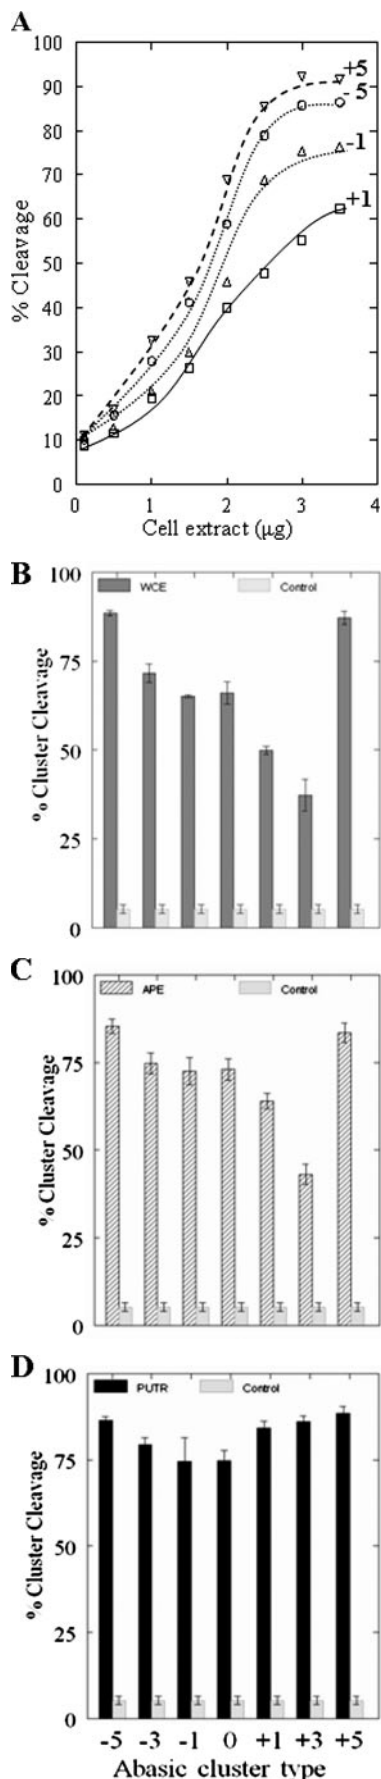 A
100
90
80
70
60
50
40
30
20
10
0
% Cleavage
+5
-5
-1
+1
0 1 2 3 4
Cell extract (μg)
B
100
75
50
25
0
% Cluster Cleavage
WCE Control
C
100
75
50
25
0
% Cluster Cleavage
APE Control
D
100
75
50
25
0
% Cluster Cleavage
PUTR Control
-5 -3 -1 0 +1 +3 +5
Abasic cluster type